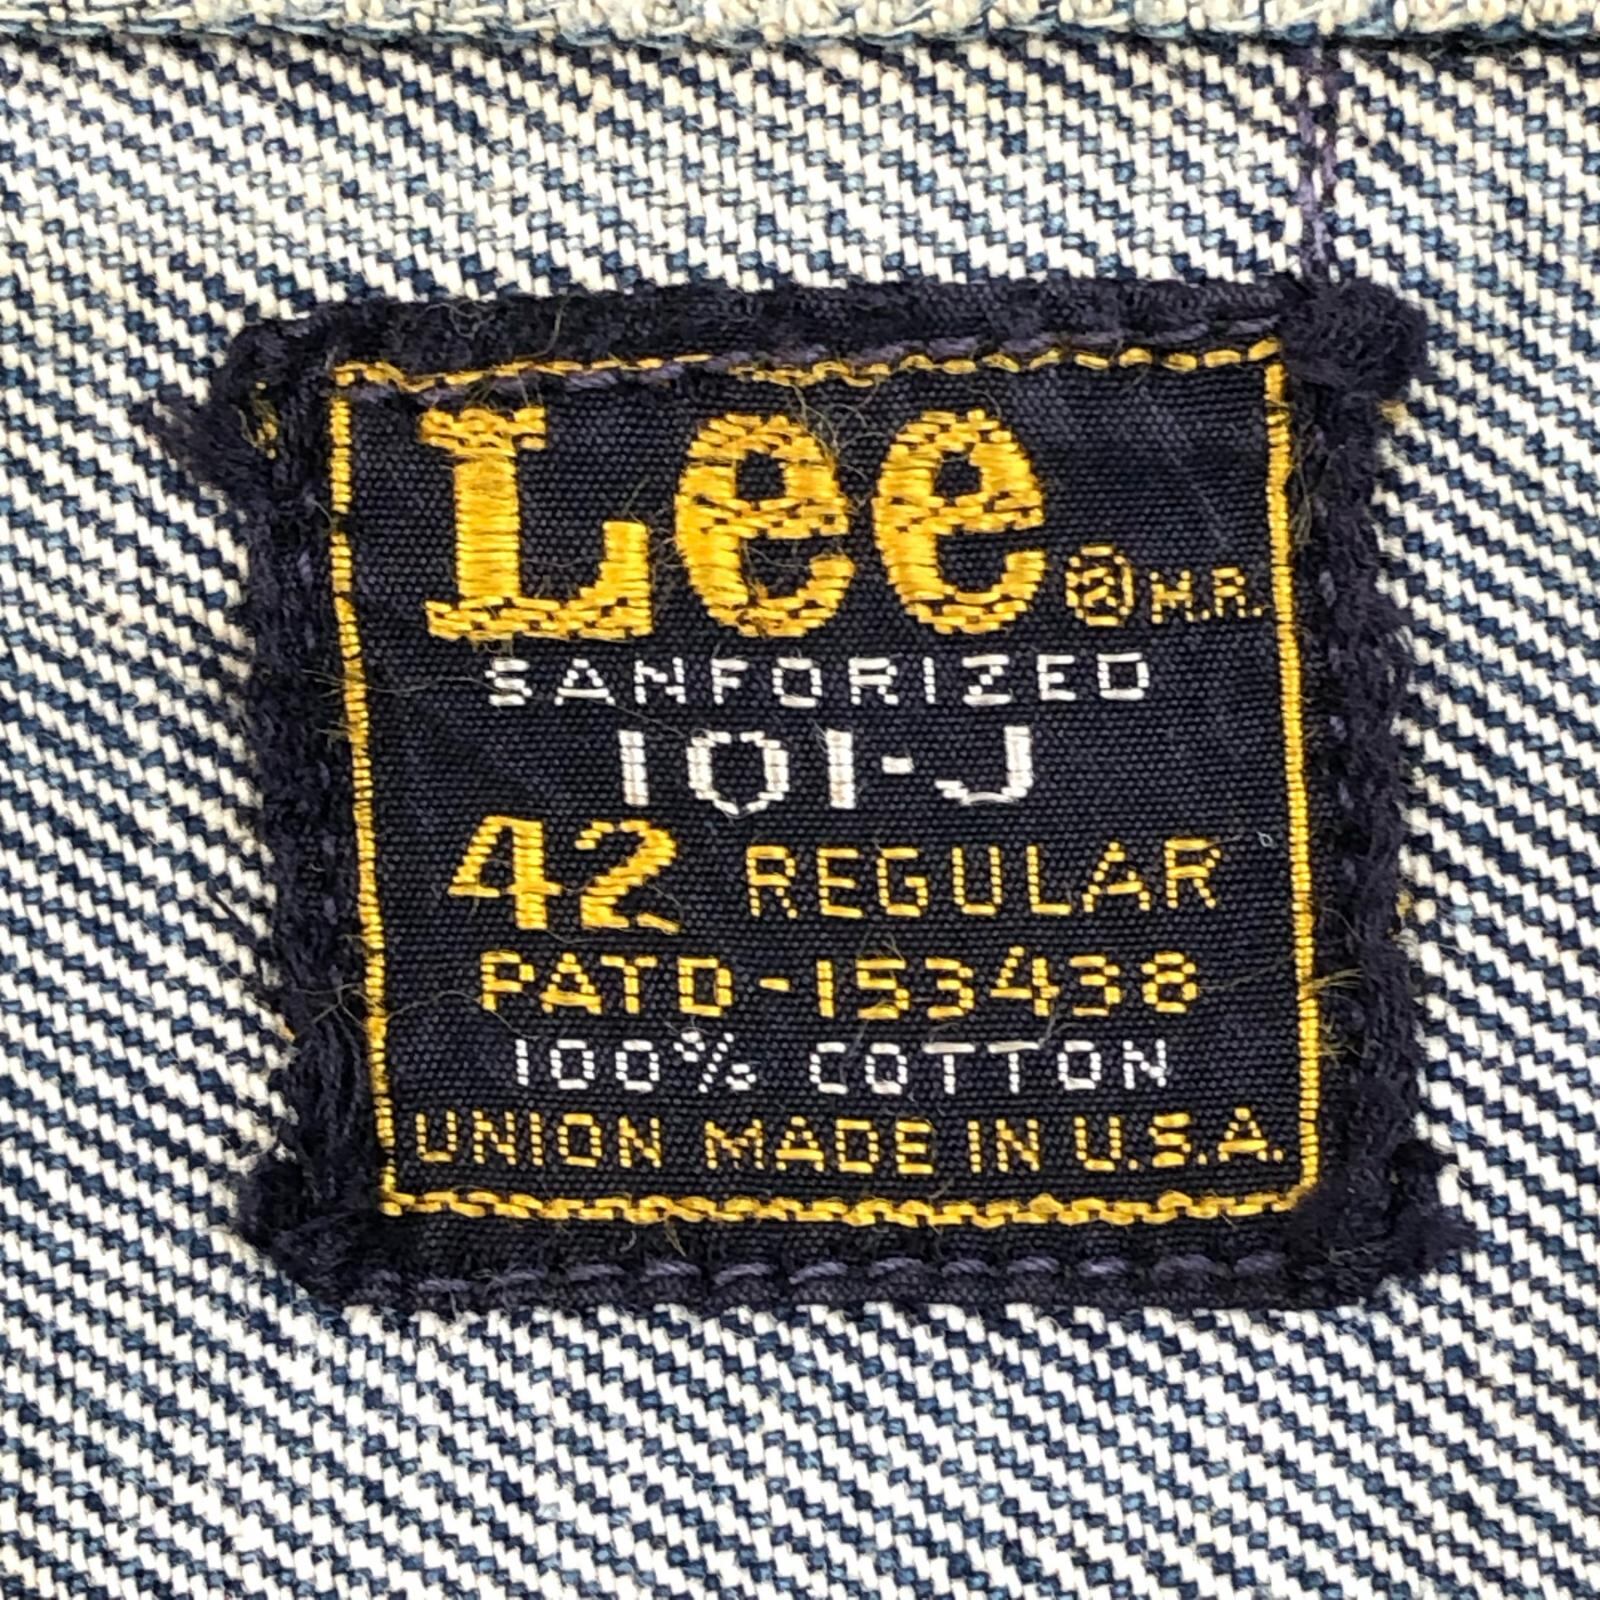 Lee ® M.R.
SANFORIZED
101-J
42 REGULAR
PATD-153438
100% COTTON
UNION MADE IN U.S.A.